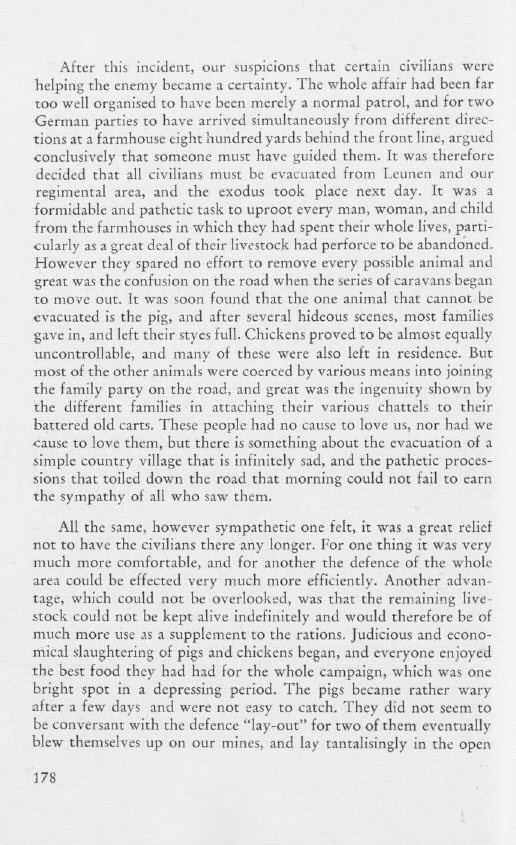 After this incident, our suspicions that certain civilians were
helping the enemy became a certainty. The whole affair had been far
too well organised to have been merely a normal patrol, and for two
German parties to have arrived simultaneously from different direc-
tions at a farmhouse eight hundred yards behind the front line, argued
conclusively that someone must have guided them. It was therefore
decided that all civilians must be evacuated from Leunen and our
regimental area, and the exodus took place next day. It was a
formidable and pathetic task to uproot every man, woman, and child
from the farmhouses in which they had spent their whole lives, parti-
cularly as a great deal of their livestock had perforce to be abandoned.
However they spared no effort to remove every possible animal and
great was the confusion on the road when the series of caravans began
to move out. It was soon found that the one animal that cannot be
evacuated is the pig, and after several hideous scenes, most families
gave in, and left their styes full. Chickens proved to be almost equally
uncontrollable, and many of these were also left in residence. But
most of the other animals were coerced by various means into joining
the family party on the road, and great was the ingenuity shown by
the different families in attaching their various chattels to their
battered old carts. These people had no cause to love us, nor had we
cause to love them, but there is something about the evacuation of a
simple country village that is infinitely sad, and the pathetic proces-
sions that toiled down the road that morning could not fail to earn
the sympathy of all who saw them.
All the same, however sympathetic one felt, it was a great relief
not to have the civilians there any longer. For one thing it was very
much more comfortable, and for another the defence of the whole
area could be effected very much more efficiently. Another advan-
tage, which could not be overlooked, was that the remaining live-
stock could not be kept alive indefinitely and would therefore be of
much more use as a supplement to the rations. Judicious and econo-
mical slaughtering of pigs and chickens began, and everyone enjoyed
the best food they had had for the whole campaign, which was one
bright spot in a depressing period. The pigs became rather wary
after a few days and were not easy to catch. They did not seem to
be conversant with the defence “lay-out” for two of them eventually
blew themselves up on our mines, and lay tantalisingly in the open
178